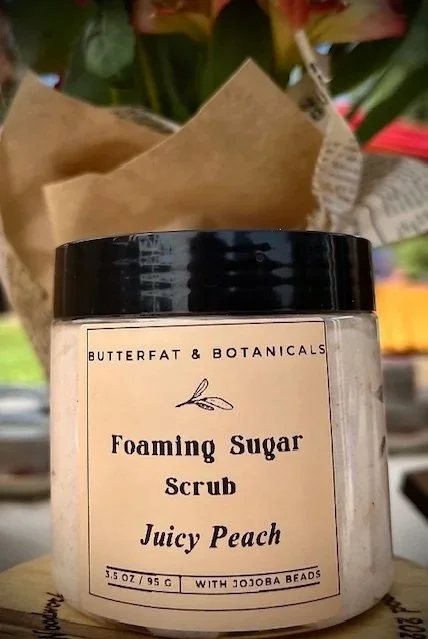 BUTTERFAT & BOTANICALS
Foaming Sugar
Scrub
Juicy Peach
3.5 OZ / 95 G | WITH JOJOBA BEADS